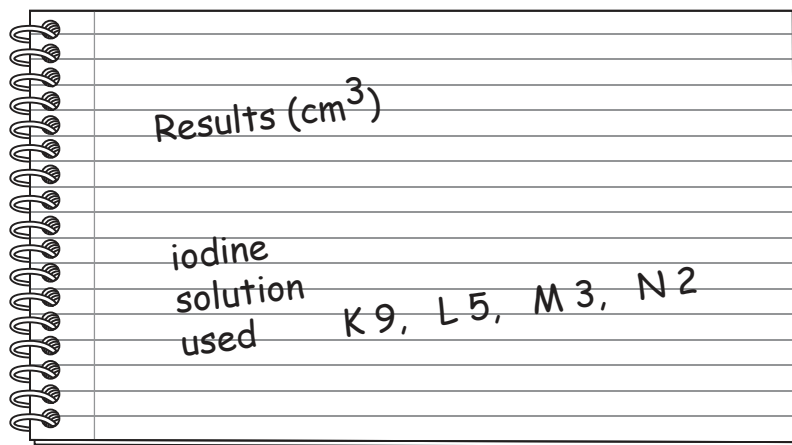 Results (cm³)
iodine
solution
used K 9, L 5, M 3, N 2